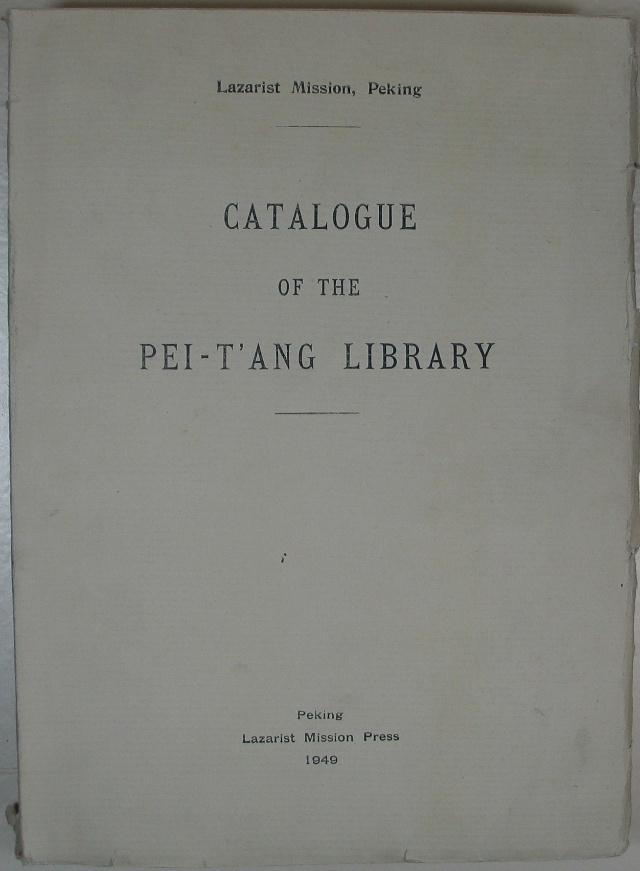 Lazarist Mission, Peking
CATALOGUE
OF THE
PEI-T'ANG LIBRARY
Peking
Lazarist Mission Press
1949